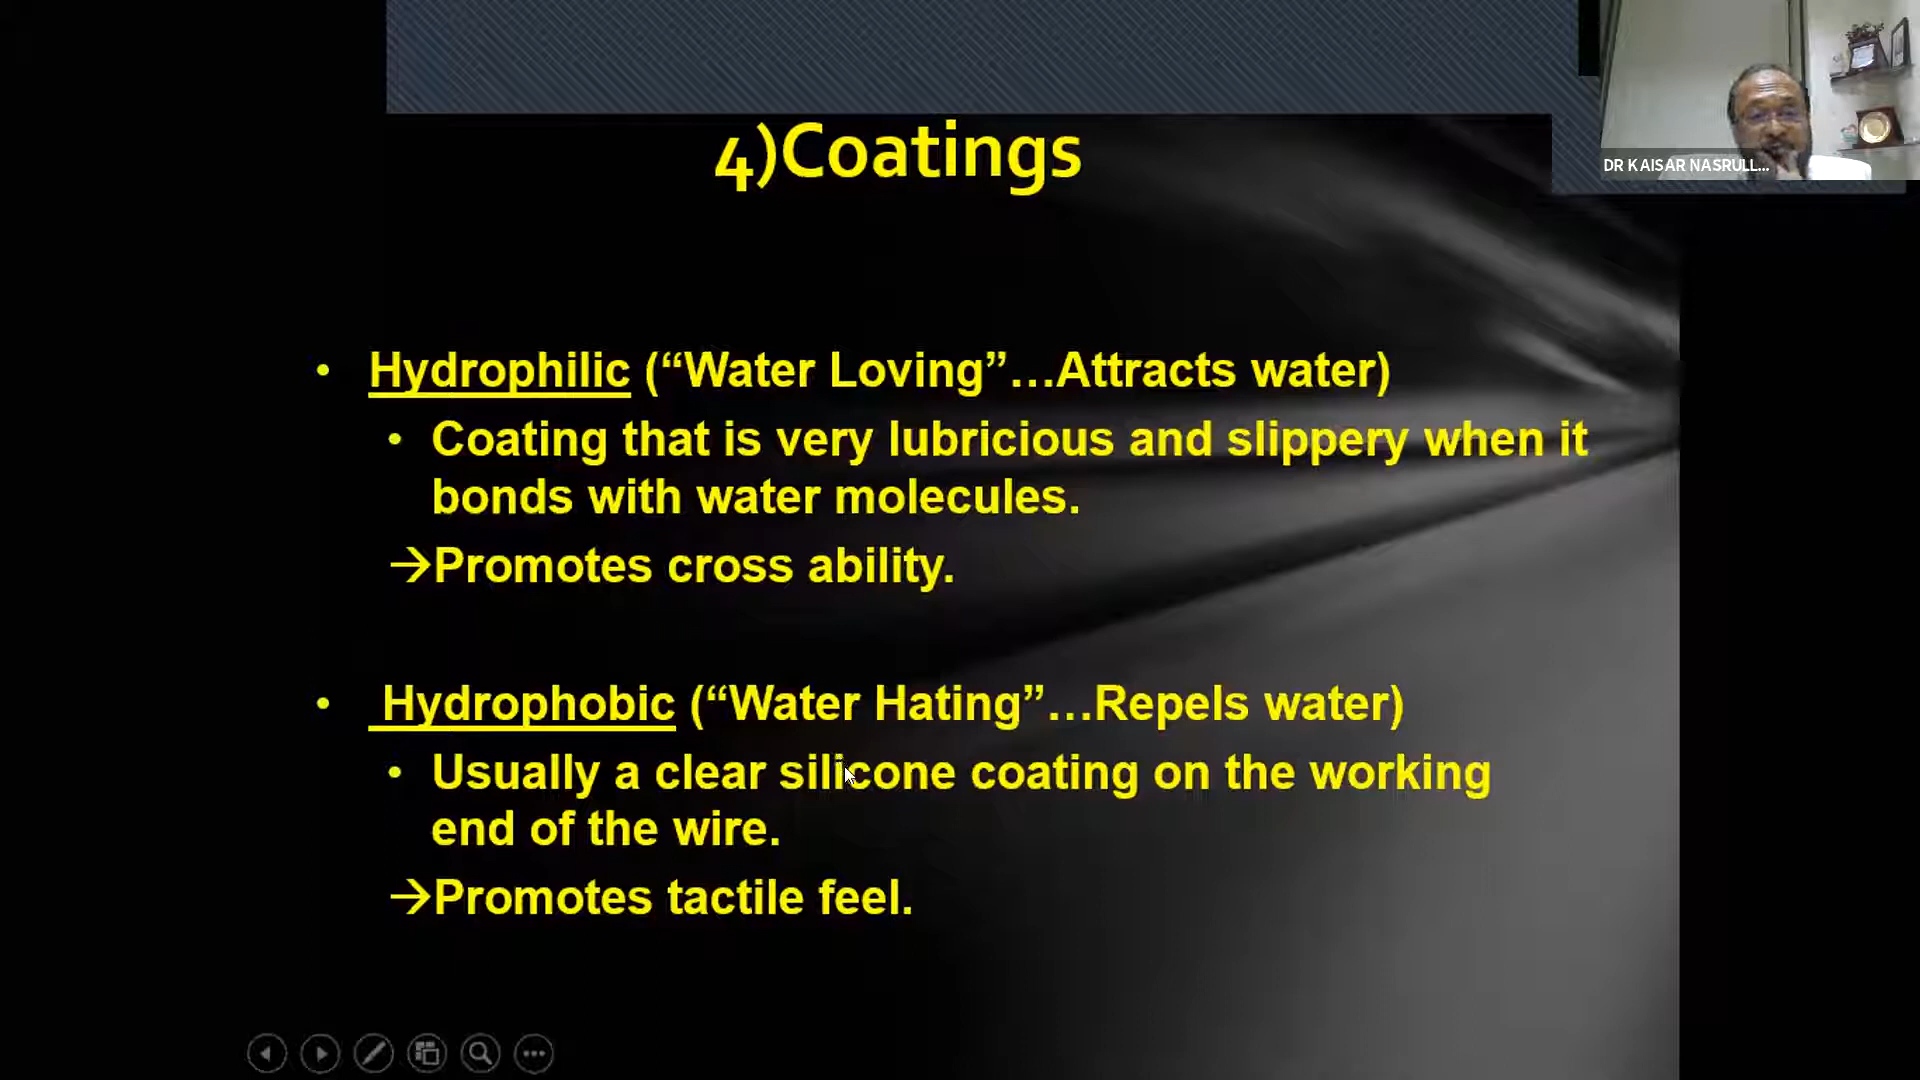 DR KAISAR NASRULL...
4)Coatings
• Hydrophilic (“Water Loving”…Attracts water)
• Coating that is very lubricious and slippery when it
bonds with water molecules.
→Promotes cross ability.
• Hydrophobic (“Water Hating”…Repels water)
• Usually a clear silicone coating on the working
end of the wire.
→Promotes tactile feel.